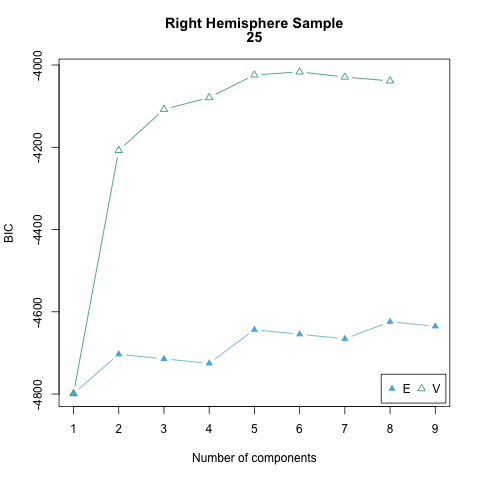 Right Hemisphere Sample
25
BIC
-4000
-4200
-4400
-4600
-4800
E V
1 2 3 4 5 6 7 8 9
Number of components